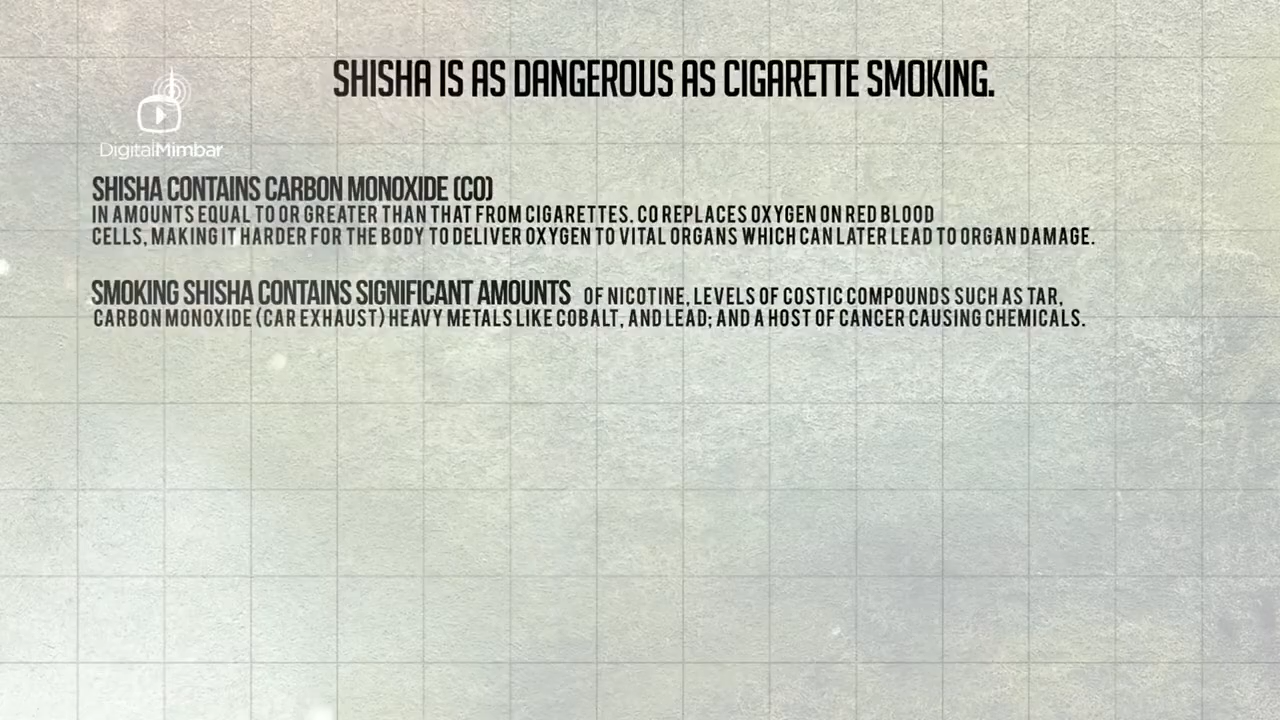 SHISHA IS AS DANGEROUS AS CIGARETTE SMOKING.
DigitalMimbar
SHISHA CONTAINS CARBON MONOXIDE (CO)
IN AMOUNTS EQUAL TO OR GREATER THAN THAT FROM CIGARETTES. CO REPLACES OXYGEN ON RED BLOOD
CELLS, MAKING IT HARDER FOR THE BODY TO DELIVER OXYGEN TO VITAL ORGANS WHICH CAN LATER LEAD TO ORGAN DAMAGE.
SMOKING SHISHA CONTAINS SIGNIFICANT AMOUNTS OF NICOTINE, LEVELS OF COSTIC COMPOUNDS SUCH AS TAR,
CARBON MONOXIDE (CAR EXHAUST) HEAVY METALS LIKE COBALT, AND LEAD; AND A HOST OF CANCER CAUSING CHEMICALS.